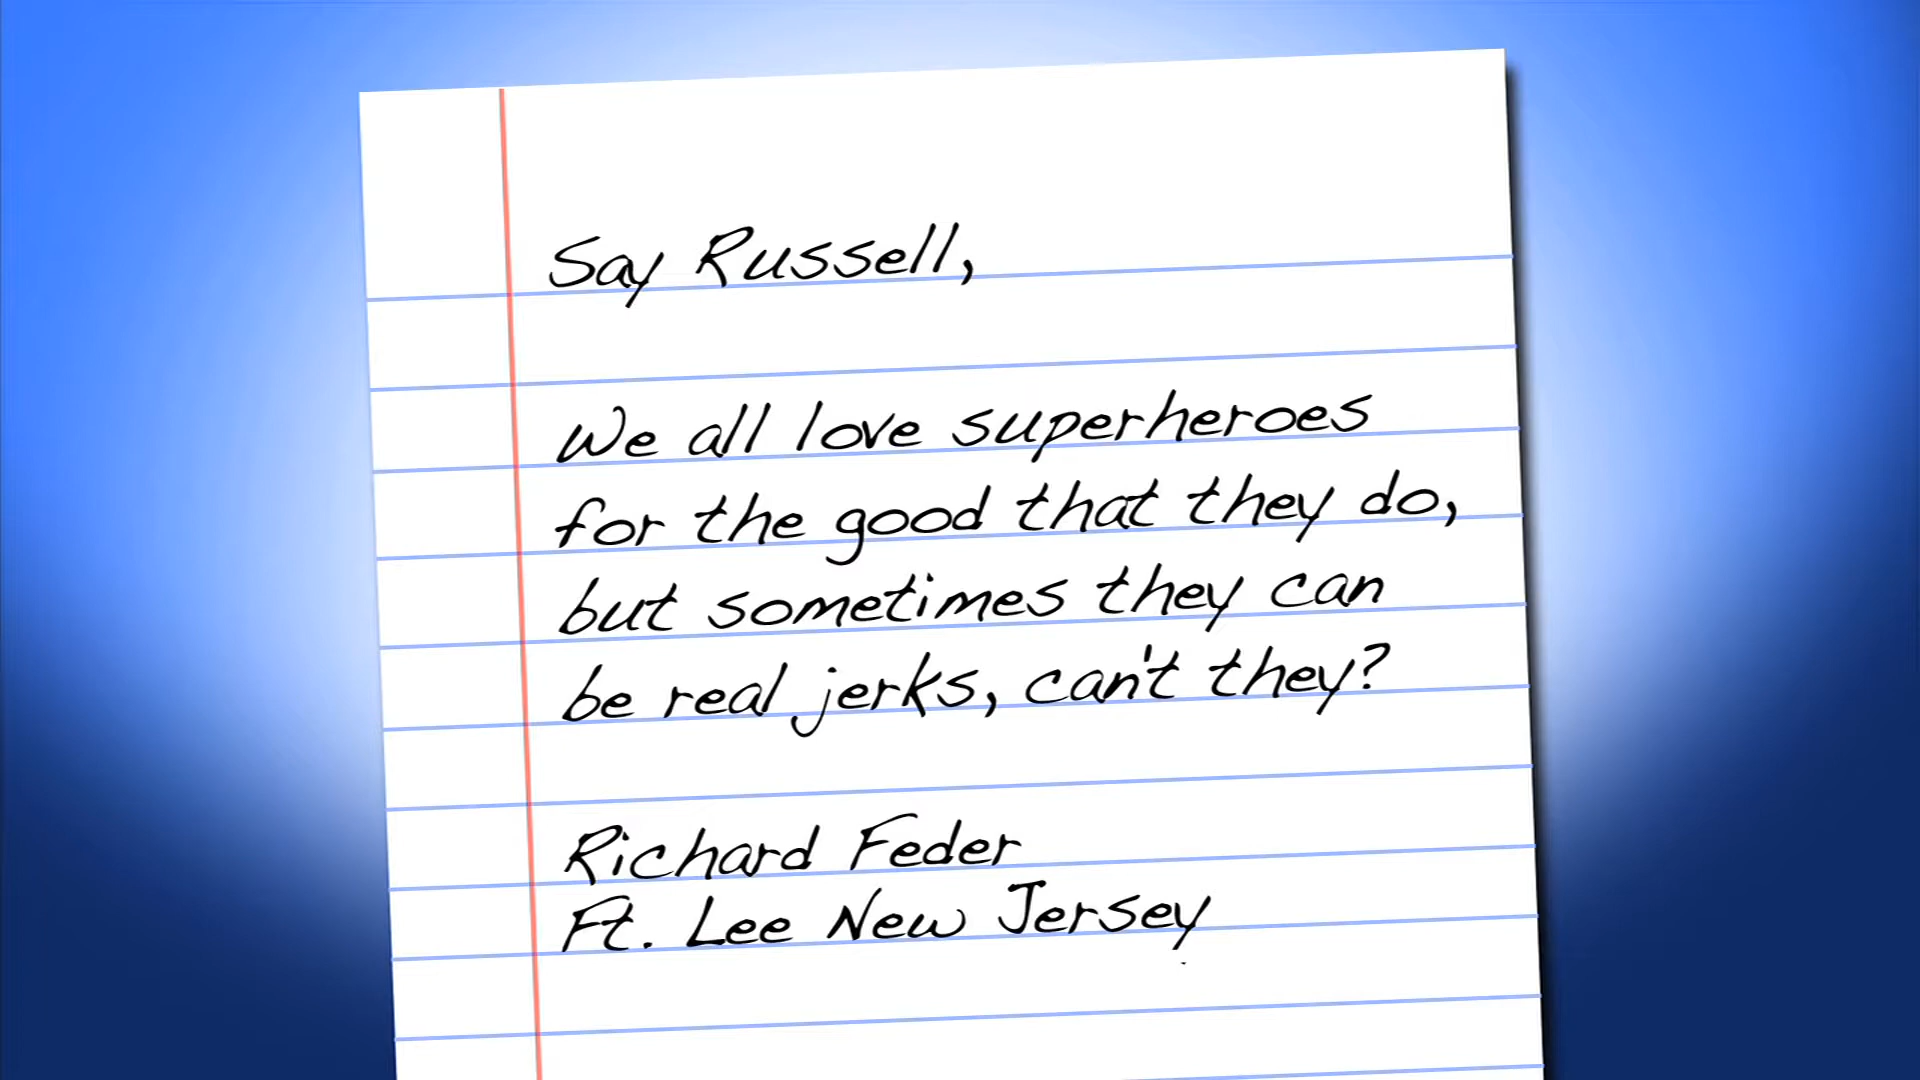 Say Russell,
We all love superheroes
for the good that they do,
but sometimes they can
be real jerks, can't they?
Richard Feder
Ft. Lee New Jersey